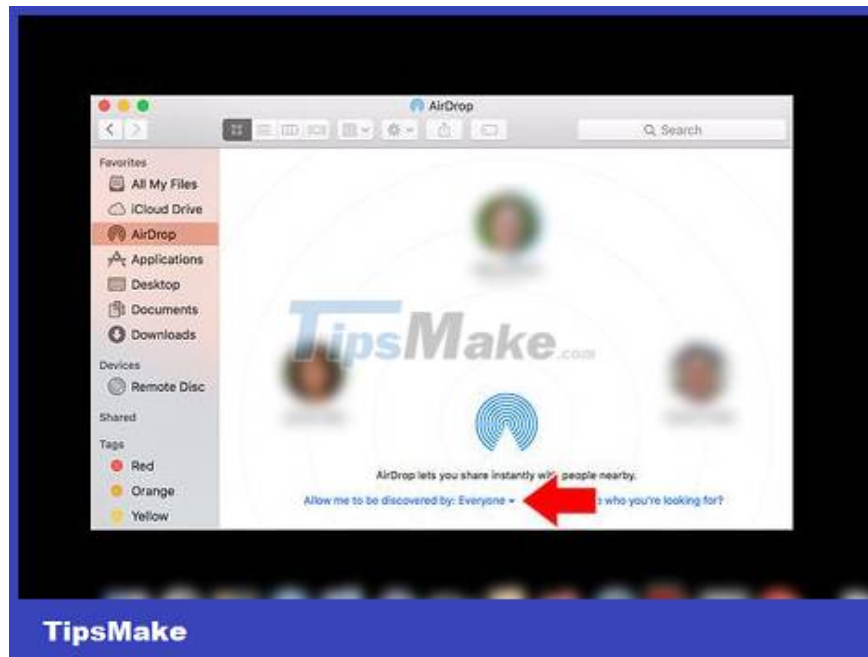 AirDrop
Search
Favorites
All My Files
iCloud Drive
AirDrop
Applications
Desktop
Documents
Downloads
Devices
Remote Disc
Shared
Tags
Red
Orange
Yellow
TipsMake.com
AirDrop lets you share instantly with people nearby.
Allow me to be discovered by: Everyone who you're looking for?
TipsMake